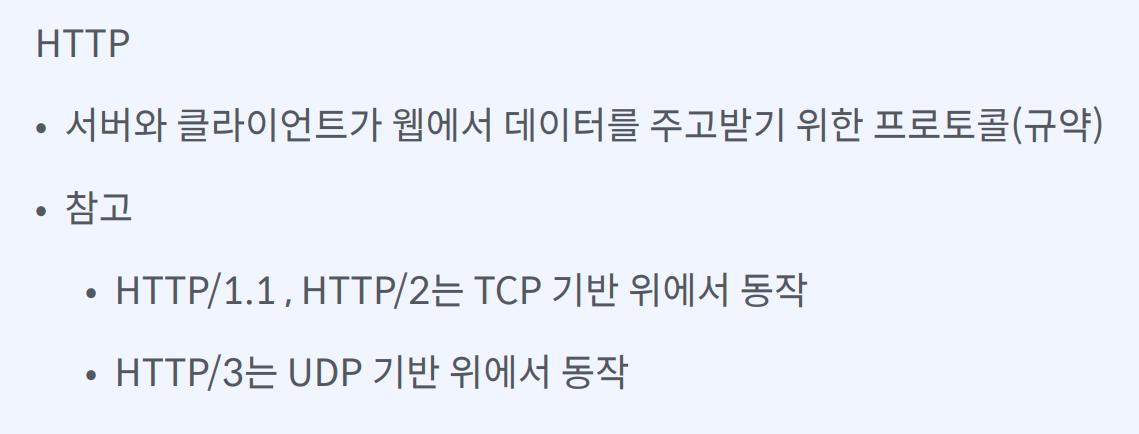 HTTP
• 서버와 클라이언트가 웹에서 데이터를 주고받기 위한 프로토콜(규약)
• 참고
• HTTP/1.1 , HTTP/2는 TCP 기반 위에서 동작
• HTTP/3는 UDP 기반 위에서 동작